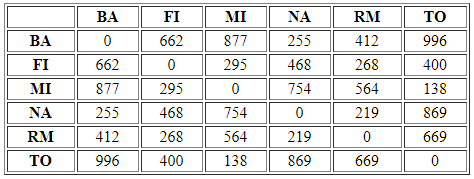 BA FI MI NA RM TO
BA 0 662 877 255 412 996
FI 662 0 295 468 268 400
MI 877 295 0 754 564 138
NA 255 468 754 0 219 869
RM 412 268 564 219 0 669
TO 996 400 138 869 669 0